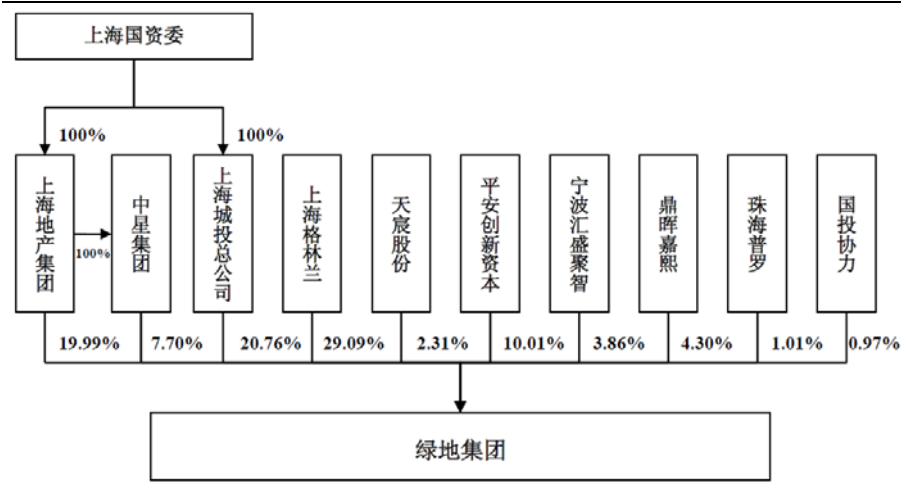 上海国资委
100%
100%
上海地产集团
100%
中星集团
上海城投总公司
上海格林兰
天宸股份
平安创新资本
宁波汇盛聚智
鼎晖嘉熙
珠海普罗
国投协力
19.99%
7.70%
20.76%
29.09%
2.31%
10.01%
3.86%
4.30%
1.01%
0.97%
绿地集团